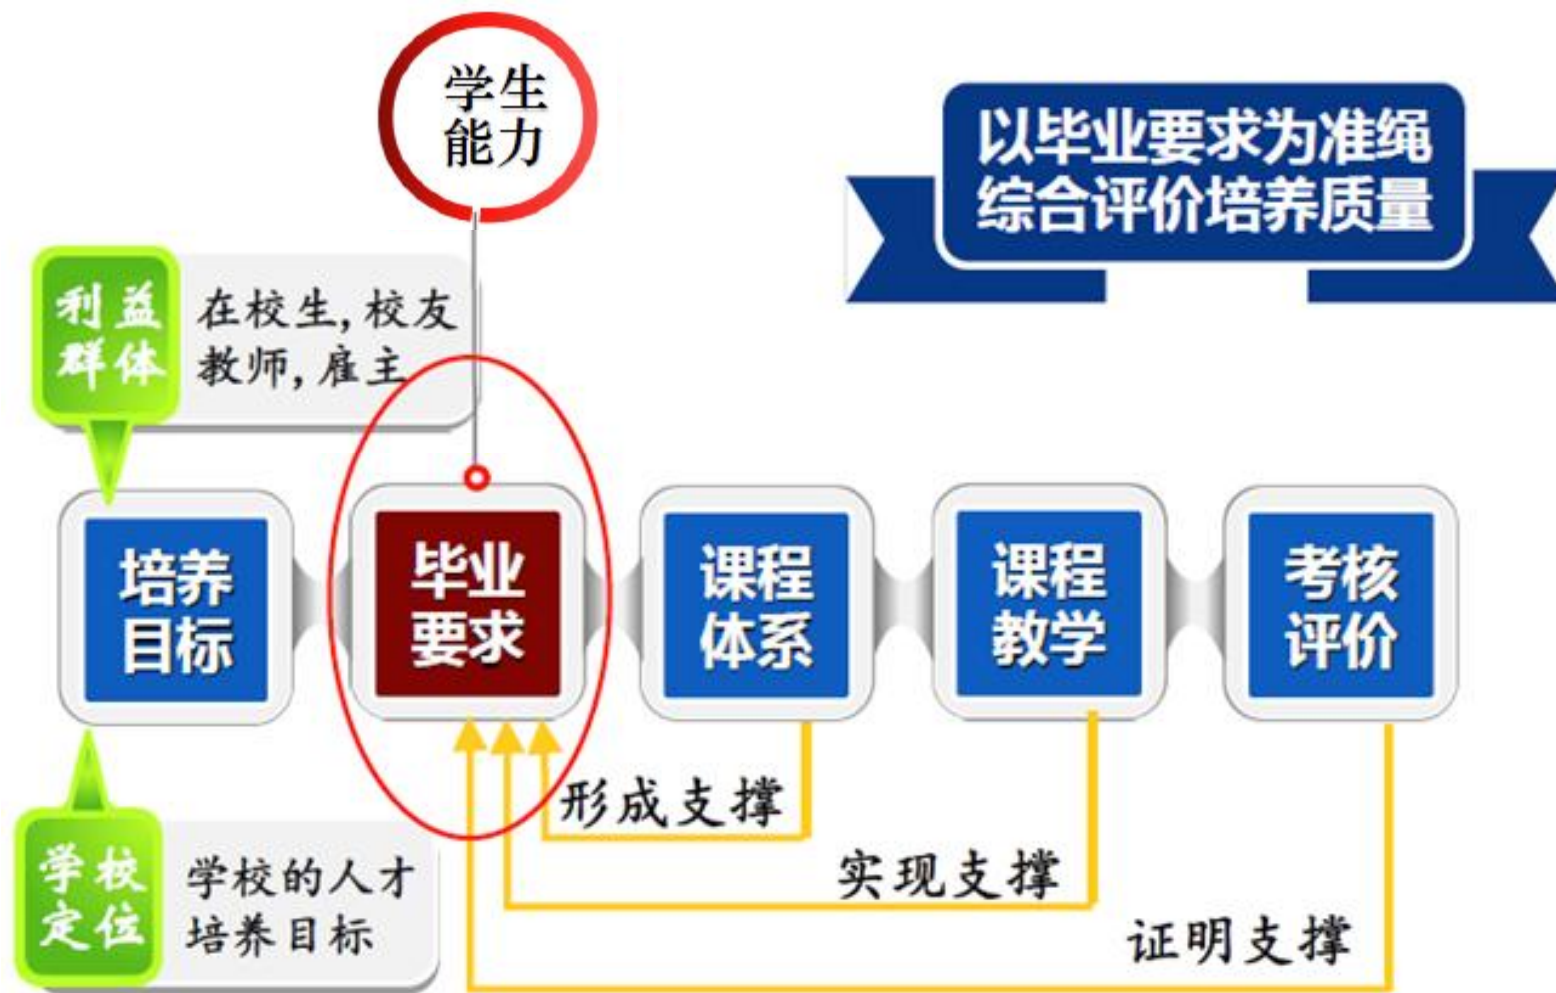 学生
能力
以毕业要求为准绳
综合评价培养质量
利益
群体
在校生,校友
教师,雇主
培养
目标
毕业
要求
课程
体系
课程
教学
考核
评价
形成支撑
实现支撑
证明支撑
学校
定位
学校的人才
培养目标